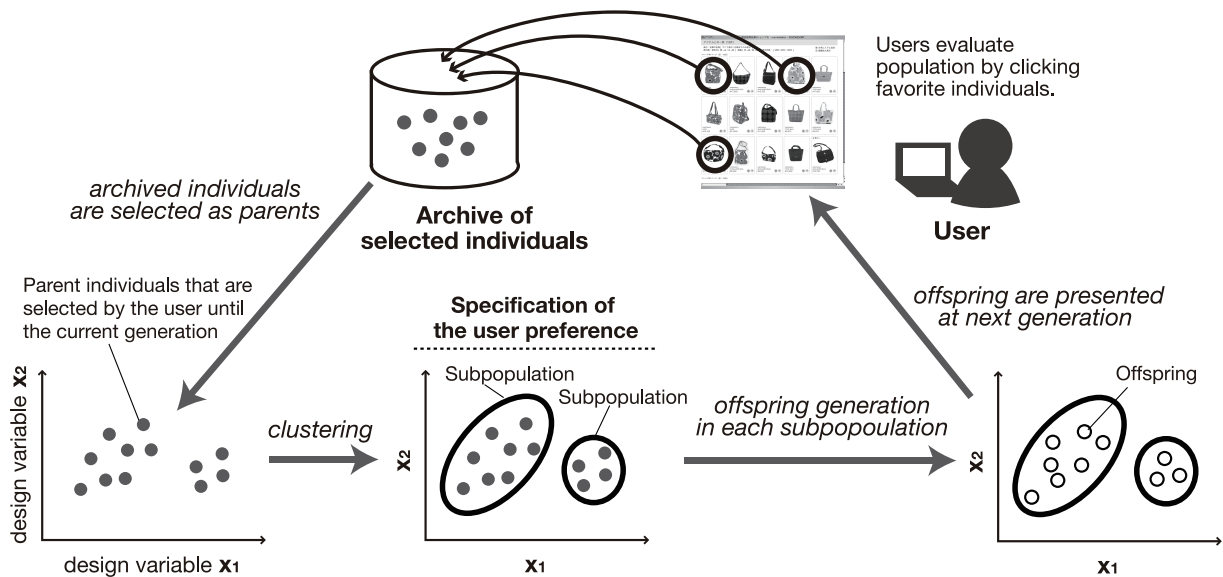 Users evaluate
population by clicking
favorite individuals.
User
archived individuals
are selected as parents
Archive of
selected individuals
Parent individuals that are
selected by the user until
the current generation
Specification of
the user preference
offspring are presented
at next generation
design variable x2
design variable x1
clustering
Subpopulation
Subpopulation
x2
x1
offspring generation
in each subpopoulation
Offspring
x2
x1